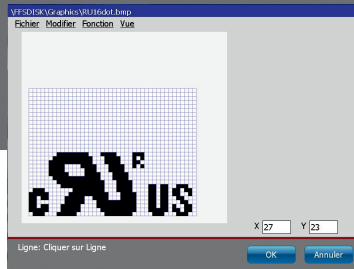 \FFSDISK\Graphics\RU16dot.bmp
Fichier Modifier Fonction Vue
R
c US
X 27 Y 23
Ligne: Cliquer sur Ligne
OK Annuler